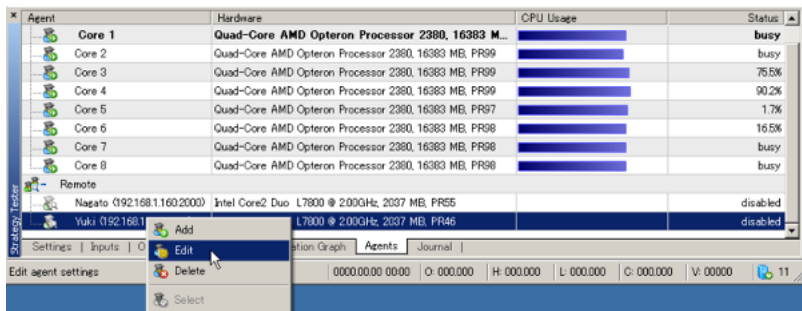 Agent Hardware CPU Usage Status
Core 1 Quad-Core AMD Opteron Processor 2380, 16383 M... busy
Core 2 Quad-Core AMD Opteron Processor 2380, 16383 MB, PR99 busy
Core 3 Quad-Core AMD Opteron Processor 2380, 16383 MB, PR99 75.5%
Core 4 Quad-Core AMD Opteron Processor 2380, 16383 MB, PR99 90.2%
Core 5 Quad-Core AMD Opteron Processor 2380, 16383 MB, PR97 1.7%
Core 6 Quad-Core AMD Opteron Processor 2380, 16383 MB, PR98 16.5%
Core 7 Quad-Core AMD Opteron Processor 2380, 16383 MB, PR98 busy
Core 8 Quad-Core AMD Opteron Processor 2380, 16383 MB, PR98 busy
Remote
Nagato (192.168.1.160:2000) Intel Core2 Duo L7800 @ 2.00GHz, 2037 MB, PR55 disabled
Yuki (192.168.1 L7800 @ 2.00GHz, 2037 MB, PR46 disabled
Strategy Tester
Add
Edit
Delete
Select
Settings | Inputs | O ation Graph Agents Journal |
Edit agent settings 0000.00.00 00:00 O: 000.000 H: 000.000 L: 000.000 C: 000.000 V: 00000 11